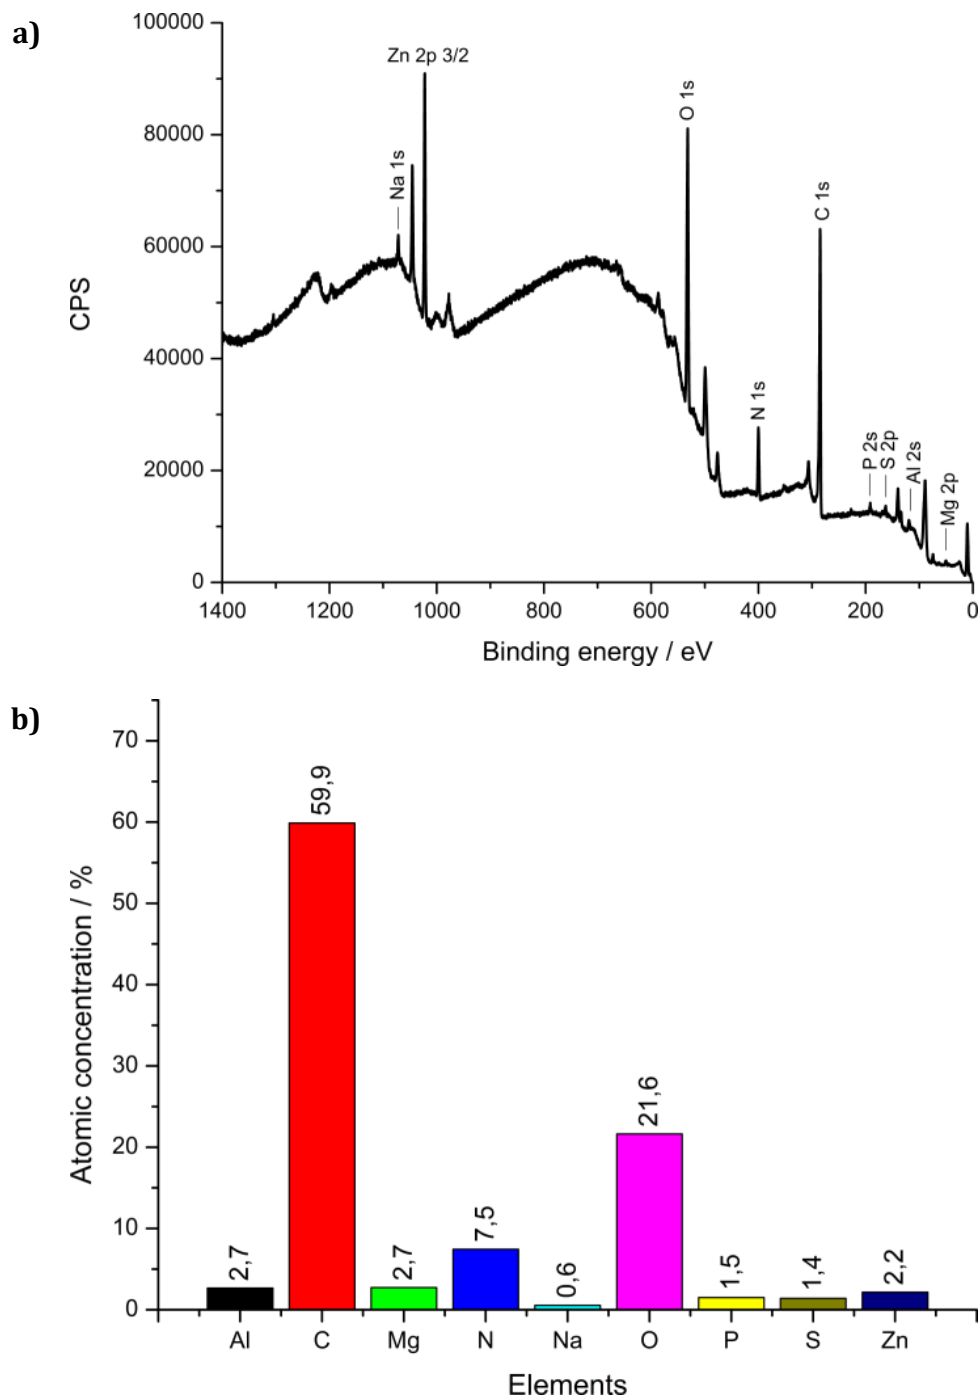 a)
100000
80000
60000
40000
20000
0
CPS
Zn 2p 3/2
Na 1s
O 1s
N 1s
C 1s
P 2s
S 2p
Al 2s
Mg 2p
1400 1200 1000 800 600 400 200 0
Binding energy / eV
b)
70
60
50
40
30
20
10
0
Atomic concentration / %
2,7 59,9 2,7 7,5 0,6 21,6 1,5 1,4 2,2
Al C Mg N Na O P S Zn
Elements